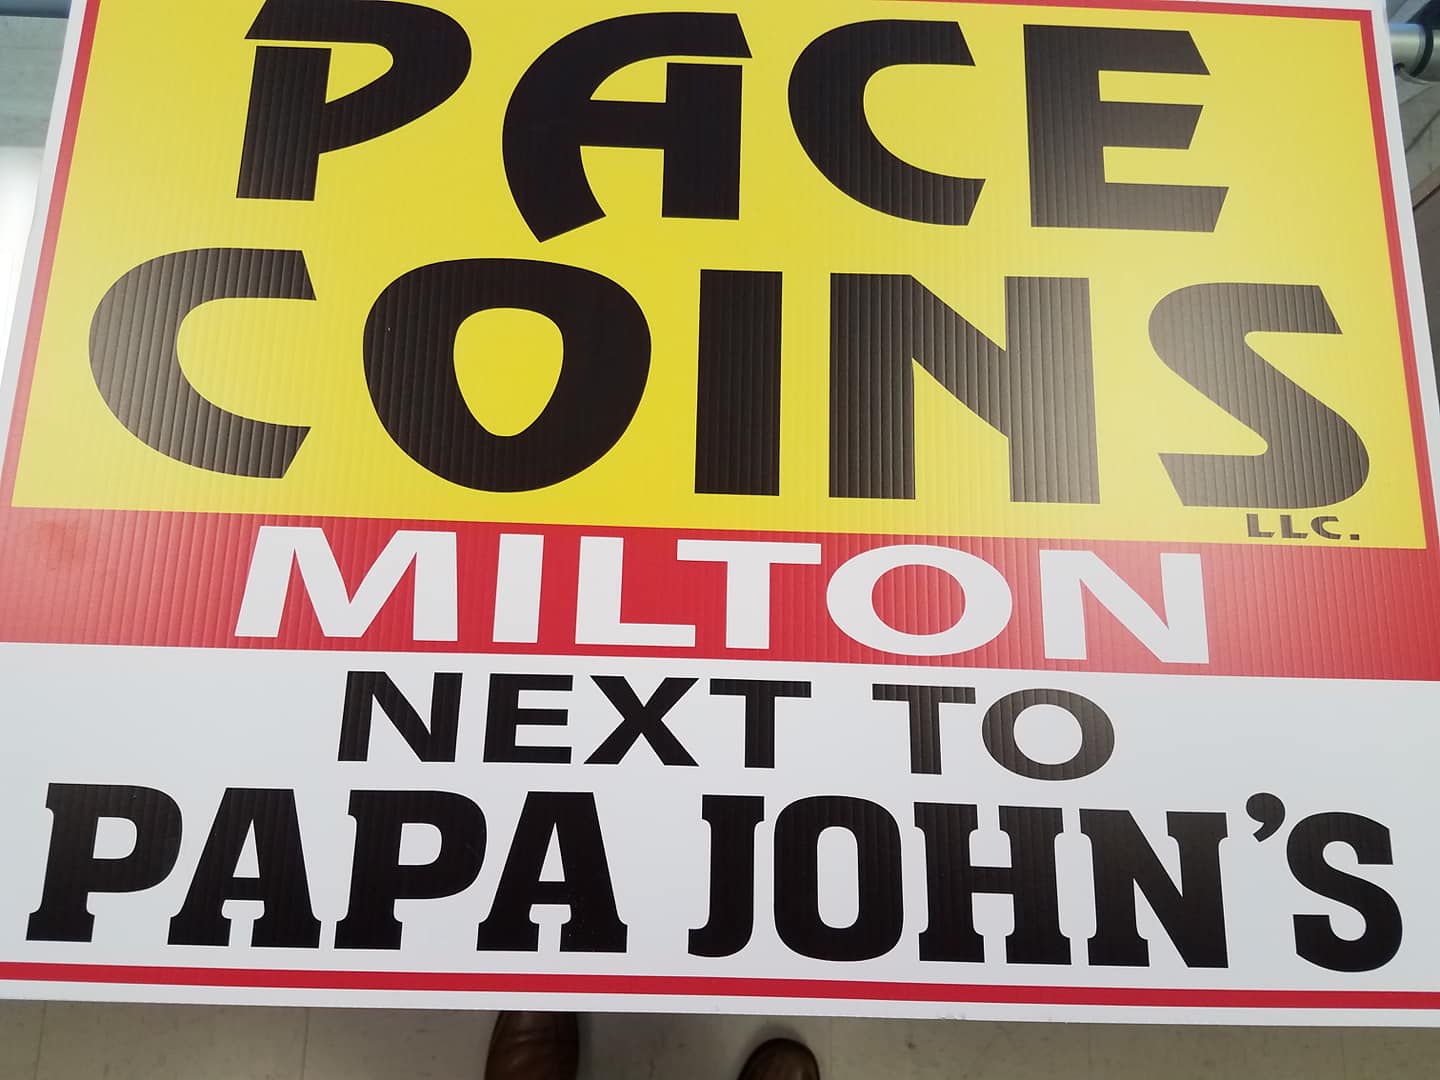 PACE
COINS
LLC.
MILTON
NEXT TO
PAPA JOHN'S